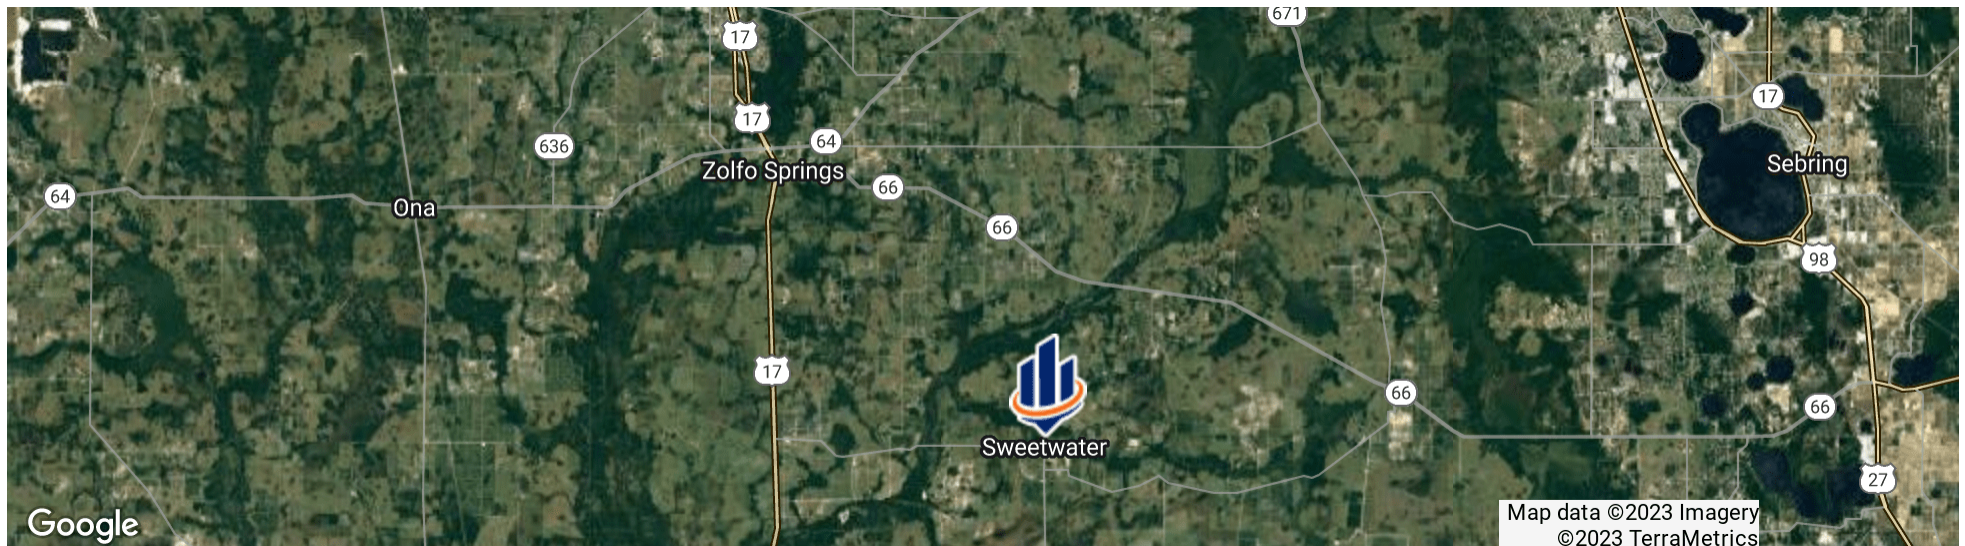 671
17
17
17
636
64
Zolfo Springs
Sebring
64
66
Ona
66
98
17
66
66
Sweetwater
27
Google
Map data ©2023 Imagery
©2023 TerraMetrics